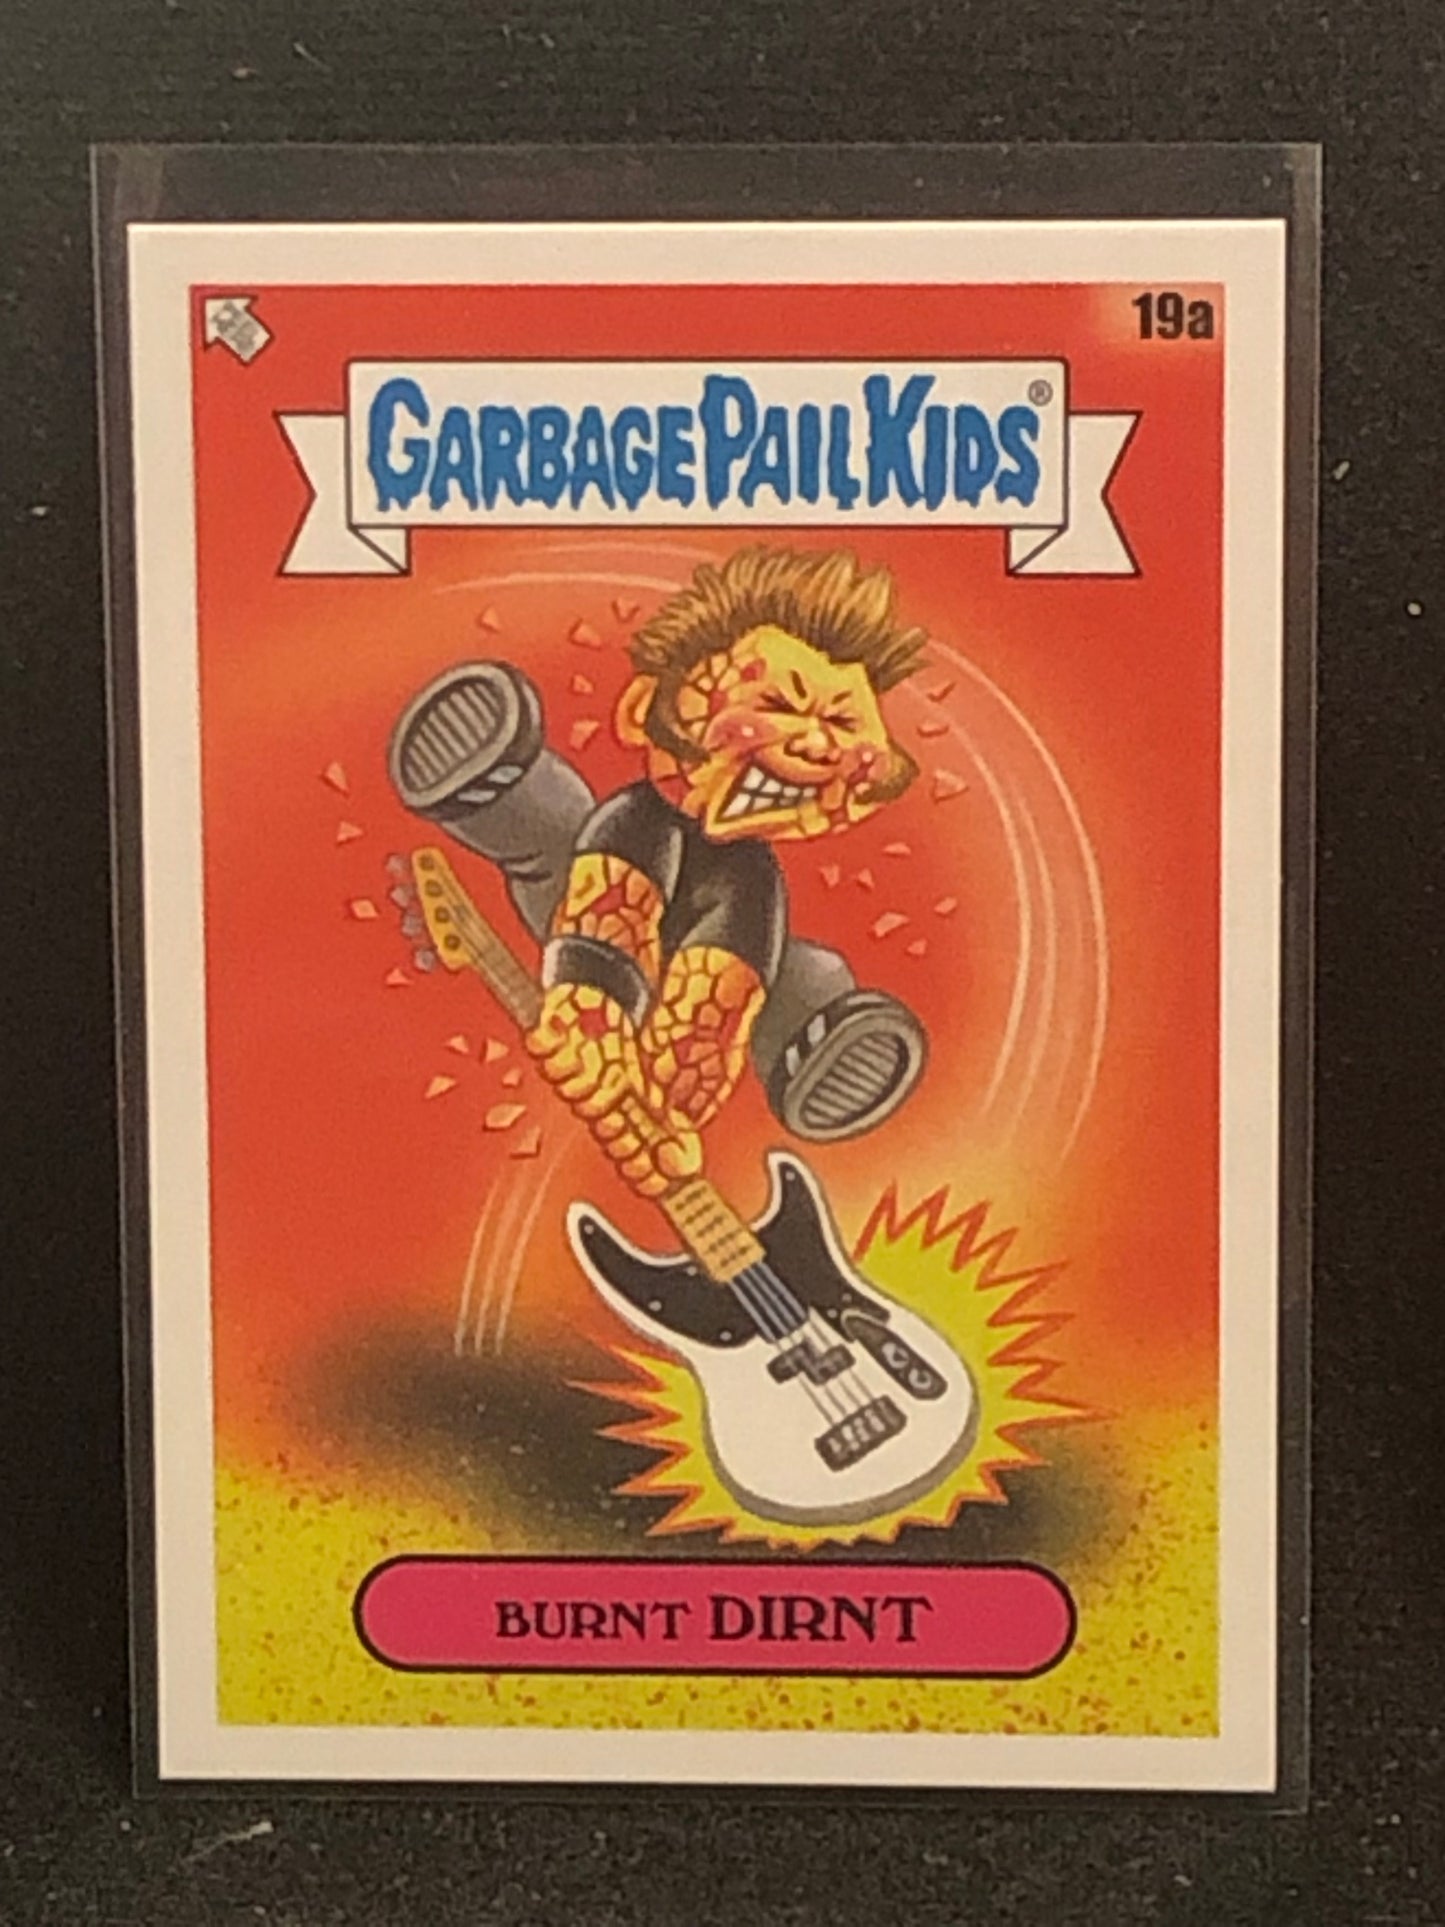 19a
GARBAGE PAIL KIDS®
BURNT DIRNT